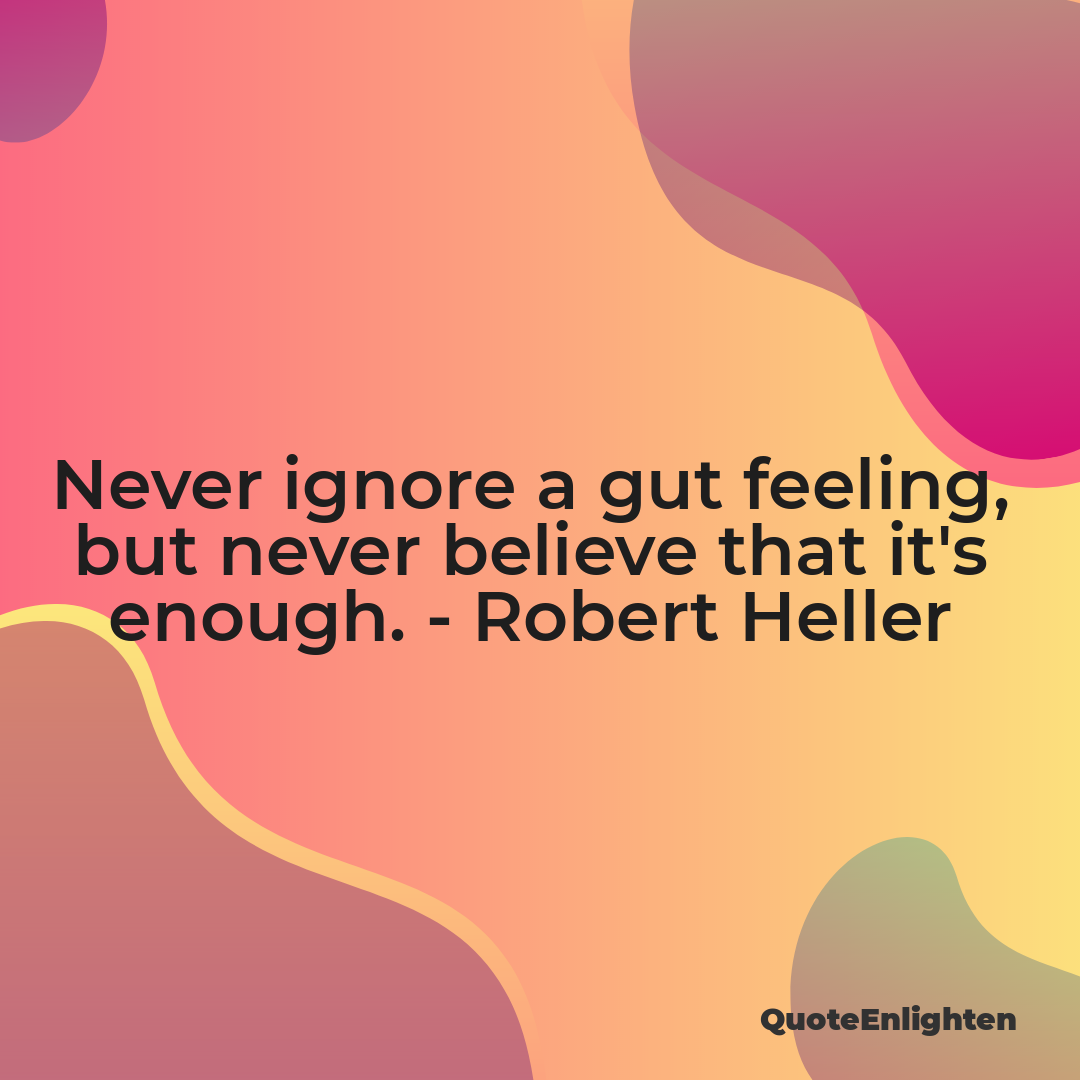 Never ignore a gut feeling,
but never believe that it's
enough. - Robert Heller
QuoteEnlighten